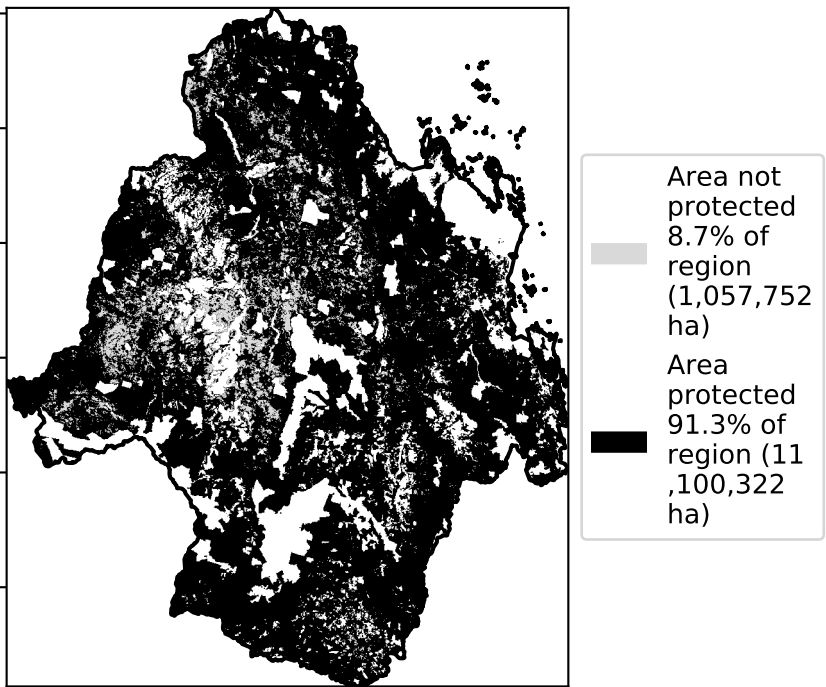 Area not
protected
8.7% of
region
(1,057,752
ha)
Area
protected
91.3% of
region (11
,100,322
ha)